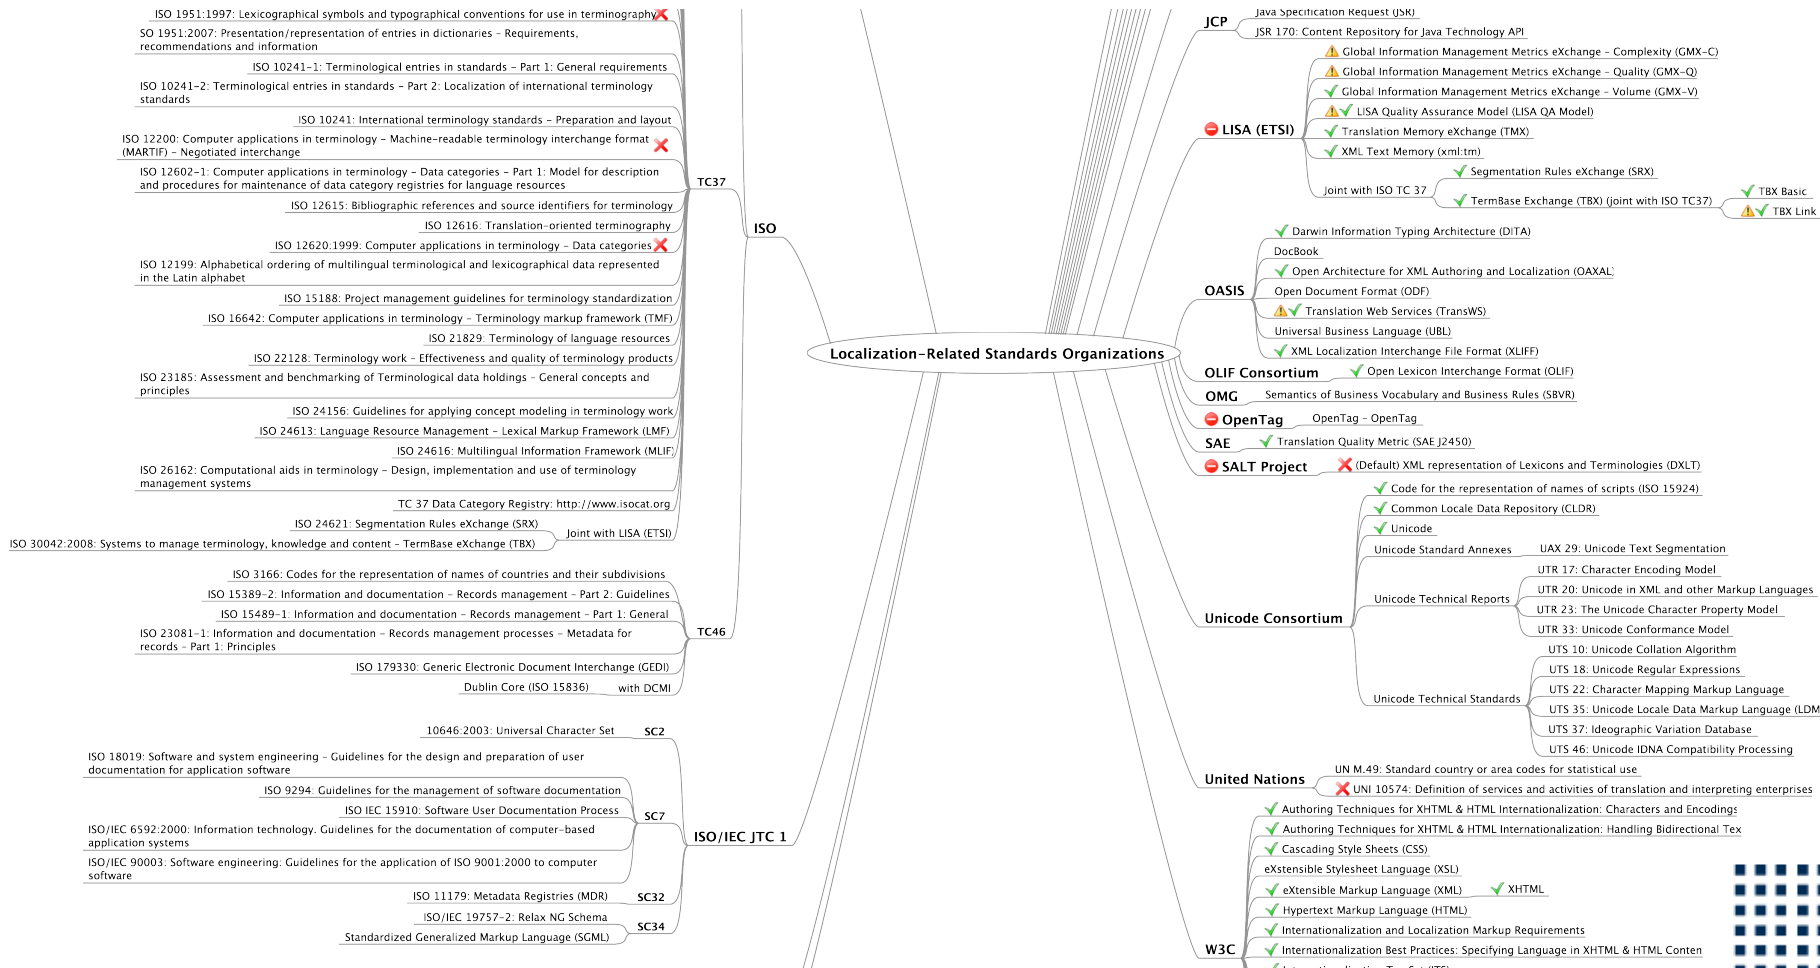 ISO 1951:1997: Lexicographical symbols and typographical conventions for use in terminography
SO 1951:2007: Presentation/representation of entries in dictionaries – Requirements,
recommendations and information
ISO 10241-1: Terminological entries in standards – Part 1: General requirements
ISO 10241-2: Terminological entries in standards – Part 2: Localization of international terminology
standards
ISO 10241: International terminology standards – Preparation and layout
ISO 12200: Computer applications in terminology – Machine-readable terminology interchange format
(MARTIF) – Negotiated interchange
ISO 12602-1: Computer applications in terminology – Data categories – Part 1: Model for description
and procedures for maintenance of data category registries for language resources
TC37
ISO 12615: Bibliographic references and source identifiers for terminology
ISO 12616: Translation-oriented terminography
ISO 12620:1999: Computer applications in terminology – Data categories
ISO 12199: Alphabetical ordering of multilingual terminological and lexicographical data represented
in the Latin alphabet
ISO 15188: Project management guidelines for terminology standardization
ISO 16642: Computer applications in terminology – Terminology markup framework (TMF)
ISO 21829: Terminology of language resources
ISO 22128: Terminology work – Effectiveness and quality of terminology products
ISO 23185: Assessment and benchmarking of Terminological data holdings – General concepts and
principles
ISO 24156: Guidelines for applying concept modeling in terminology work
ISO 24613: Language Resource Management – Lexical Markup Framework (LMF)
ISO 24616: Multilingual Information Framework (MLIF)
ISO 26162: Computational aids in terminology – Design, implementation and use of terminology
management systems
TC 37 Data Category Registry: http://www.isocat.org
ISO 24621: Segmentation Rules eXchange (SRX)
Joint with LISA (ETSI)
ISO 30042:2008: Systems to manage terminology, knowledge and content – TermBase eXchange (TBX)
ISO
ISO 3166: Codes for the representation of names of countries and their subdivisions
ISO 15389-2: Information and documentation – Records management – Part 2: Guidelines
ISO 15489-1: Information and documentation – Records management – Part 1: General
ISO 23081-1: Information and documentation – Records management processes – Metadata for
records – Part 1: Principles
TC46
ISO 179330: Generic Electronic Document Interchange (GEDI)
Dublin Core (ISO 15836)
with DCMI
10646:2003: Universal Character Set
SC2
ISO 18019: Software and system engineering – Guidelines for the design and preparation of user
documentation for application software
ISO 9294: Guidelines for the management of software documentation
ISO IEC 15910: Software User Documentation Process
SC7
ISO/IEC 6592:2000: Information technology. Guidelines for the documentation of computer-based
application systems
ISO/IEC 90003: Software engineering: Guidelines for the application of ISO 9001:2000 to computer
software
ISO/IEC JTC 1
ISO 11179: Metadata Registries (MDR)
SC32
ISO/IEC 19757-2: Relax NG Schema
SC34
Standardized Generalized Markup Language (SGML)
Localization-Related Standards Organizations
Java Specification Request (JSR)
JCP
JSR 170: Content Repository for Java Technology API
Global Information Management Metrics eXchange – Complexity (GMX-C)
Global Information Management Metrics eXchange – Quality (GMX-Q)
Global Information Management Metrics eXchange – Volume (GMX-V)
LISA Quality Assurance Model (LISA QA Model)
LISA (ETSI)
Translation Memory eXchange (TMX)
XML Text Memory (xml:tm)
Segmentation Rules eXchange (SRX)
Joint with ISO TC 37
TermBase Exchange (TBX) (joint with ISO TC37)
TBX Basic
TBX Link
Darwin Information Typing Architecture (DITA)
DocBook
Open Architecture for XML Authoring and Localization (OAXAL)
OASIS
Open Document Format (ODF)
Translation Web Services (TransWS)
Universal Business Language (UBL)
XML Localization Interchange File Format (XLIFF)
OLIF Consortium
Open Lexicon Interchange Format (OLIF)
OMG
Semantics of Business Vocabulary and Business Rules (SBVR)
OpenTag
OpenTag – OpenTag
SAE
Translation Quality Metric (SAE J2450)
SALT Project
(Default) XML representation of Lexicons and Terminologies (DXLT)
Code for the representation of names of scripts (ISO 15924)
Common Locale Data Repository (CLDR)
Unicode
Unicode Standard Annexes
UAX 29: Unicode Text Segmentation
UTR 17: Character Encoding Model
UTR 20: Unicode in XML and other Markup Languages
Unicode Technical Reports
UTR 23: The Unicode Character Property Model
UTR 33: Unicode Conformance Model
Unicode Consortium
UTS 10: Unicode Collation Algorithm
UTS 18: Unicode Regular Expressions
UTS 22: Character Mapping Markup Language
Unicode Technical Standards
UTS 35: Unicode Locale Data Markup Language (LDM
UTS 37: Ideographic Variation Database
UTS 46: Unicode IDNA Compatibility Processing
United Nations
UN M.49: Standard country or area codes for statistical use
UNI 10574: Definition of services and activities of translation and interpreting enterprises
Authoring Techniques for XHTML & HTML Internationalization: Characters and Encodings
Authoring Techniques for XHTML & HTML Internationalization: Handling Bidirectional Tex
Cascading Style Sheets (CSS)
eXstensible Stylesheet Language (XSL)
eXtensible Markup Language (XML)
XHTML
Hypertext Markup Language (HTML)
Internationalization and Localization Markup Requirements
W3C
Internationalization Best Practices: Specifying Language in XHTML & HTML Conten